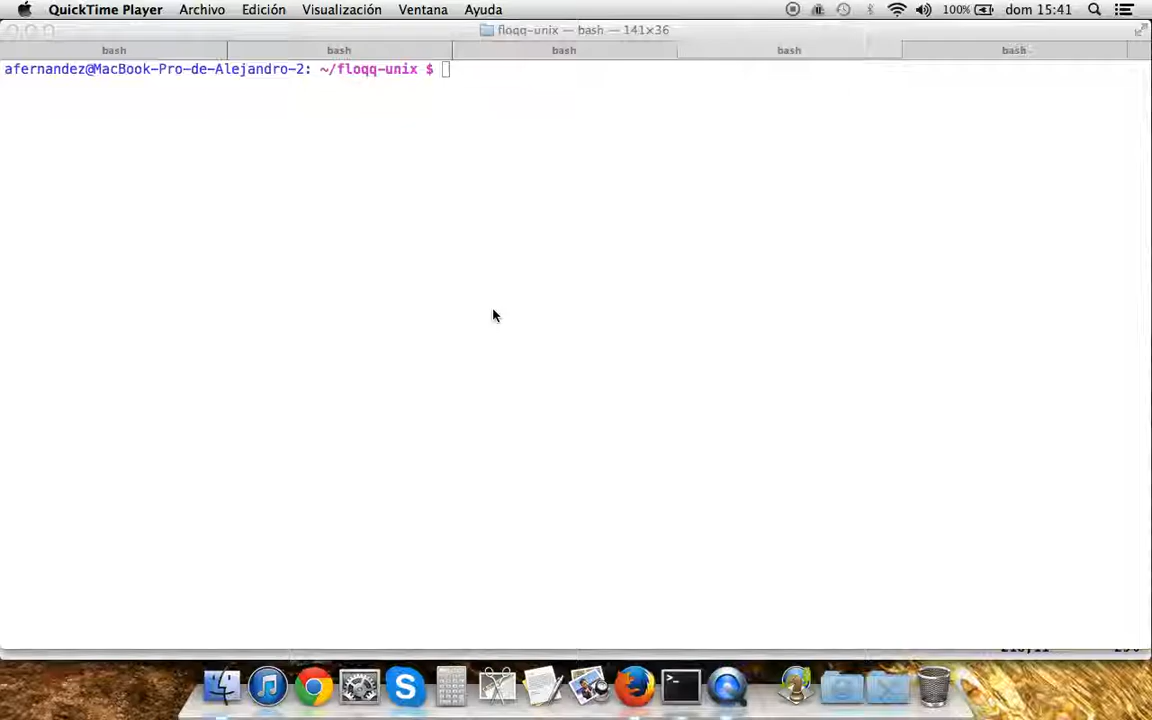 QuickTime Player Archivo Edición Visualización Ventana Ayuda 100% dom 15:41
floqq-unix — bash — 141×36
bash bash bash bash bash
afernandez@MacBook-Pro-de-Alejandro-2: ~/floqq-unix $